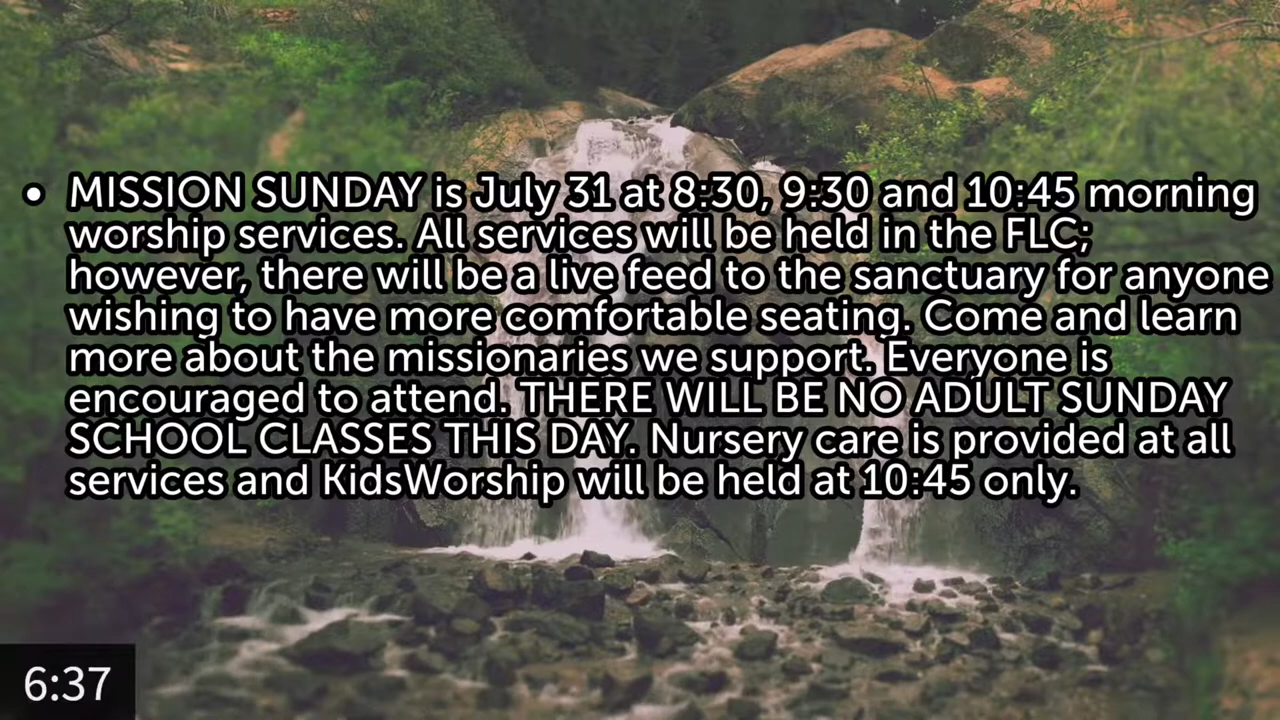 • MISSION SUNDAY is July 31 at 8:30, 9:30 and 10:45 morning
worship services. All services will be held in the FLC;
however, there will be a live feed to the sanctuary for anyone
wishing to have more comfortable seating. Come and learn
more about the missionaries we support. Everyone is
encouraged to attend. THERE WILL BE NO ADULT SUNDAY
SCHOOL CLASSES THIS DAY. Nursery care is provided at all
services and KidsWorship will be held at 10:45 only.
6:37